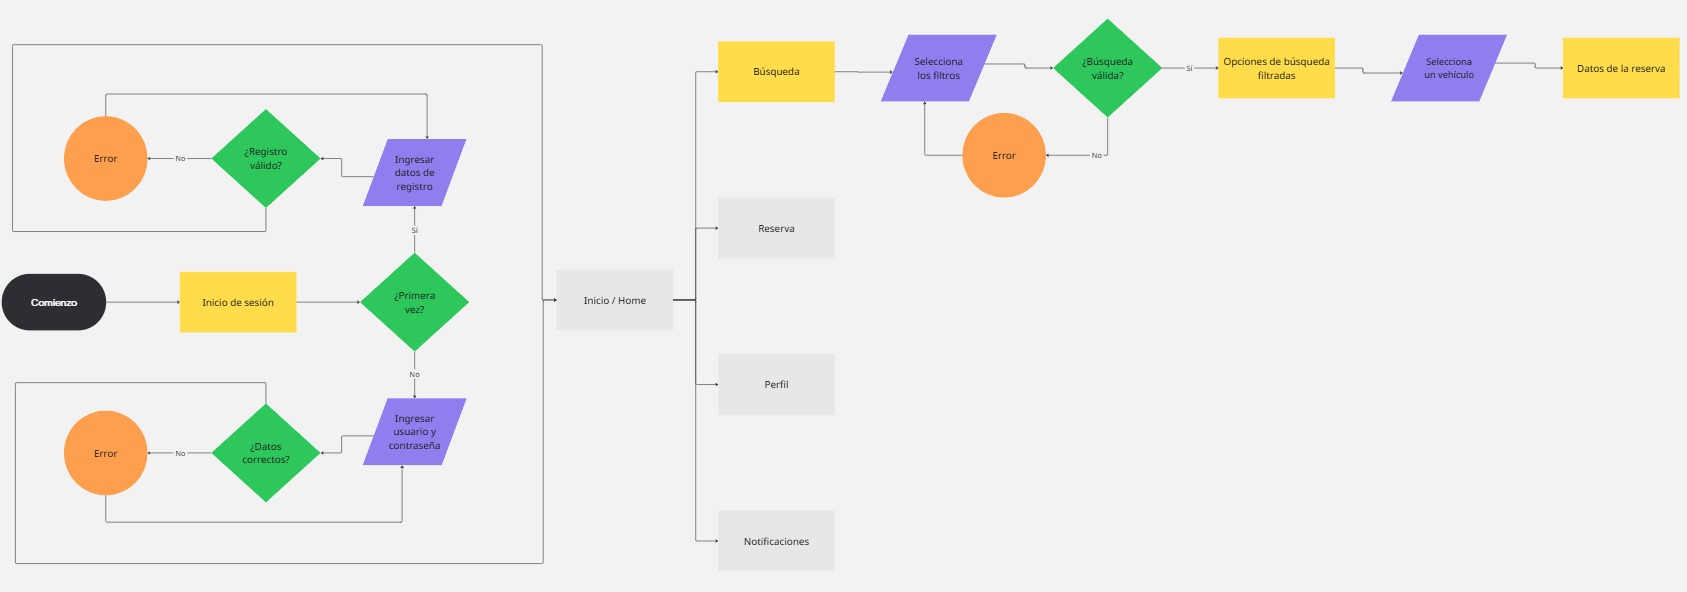 Búsqueda
Selecciona
los filtros
¿Búsqueda
válida?
Sí
Opciones de búsqueda
filtradas
Selecciona
un vehículo
Datos de la reserva
Error
No
Error
No
¿Registro
válido?
Ingresar
datos de
registro
Sí
Reserva
Comienzo
Inicio de sesión
¿Primera
vez?
Inicio / Home
No
Perfil
Error
No
¿Datos
correctos?
Ingresar
usuario y
contraseña
Notificaciones